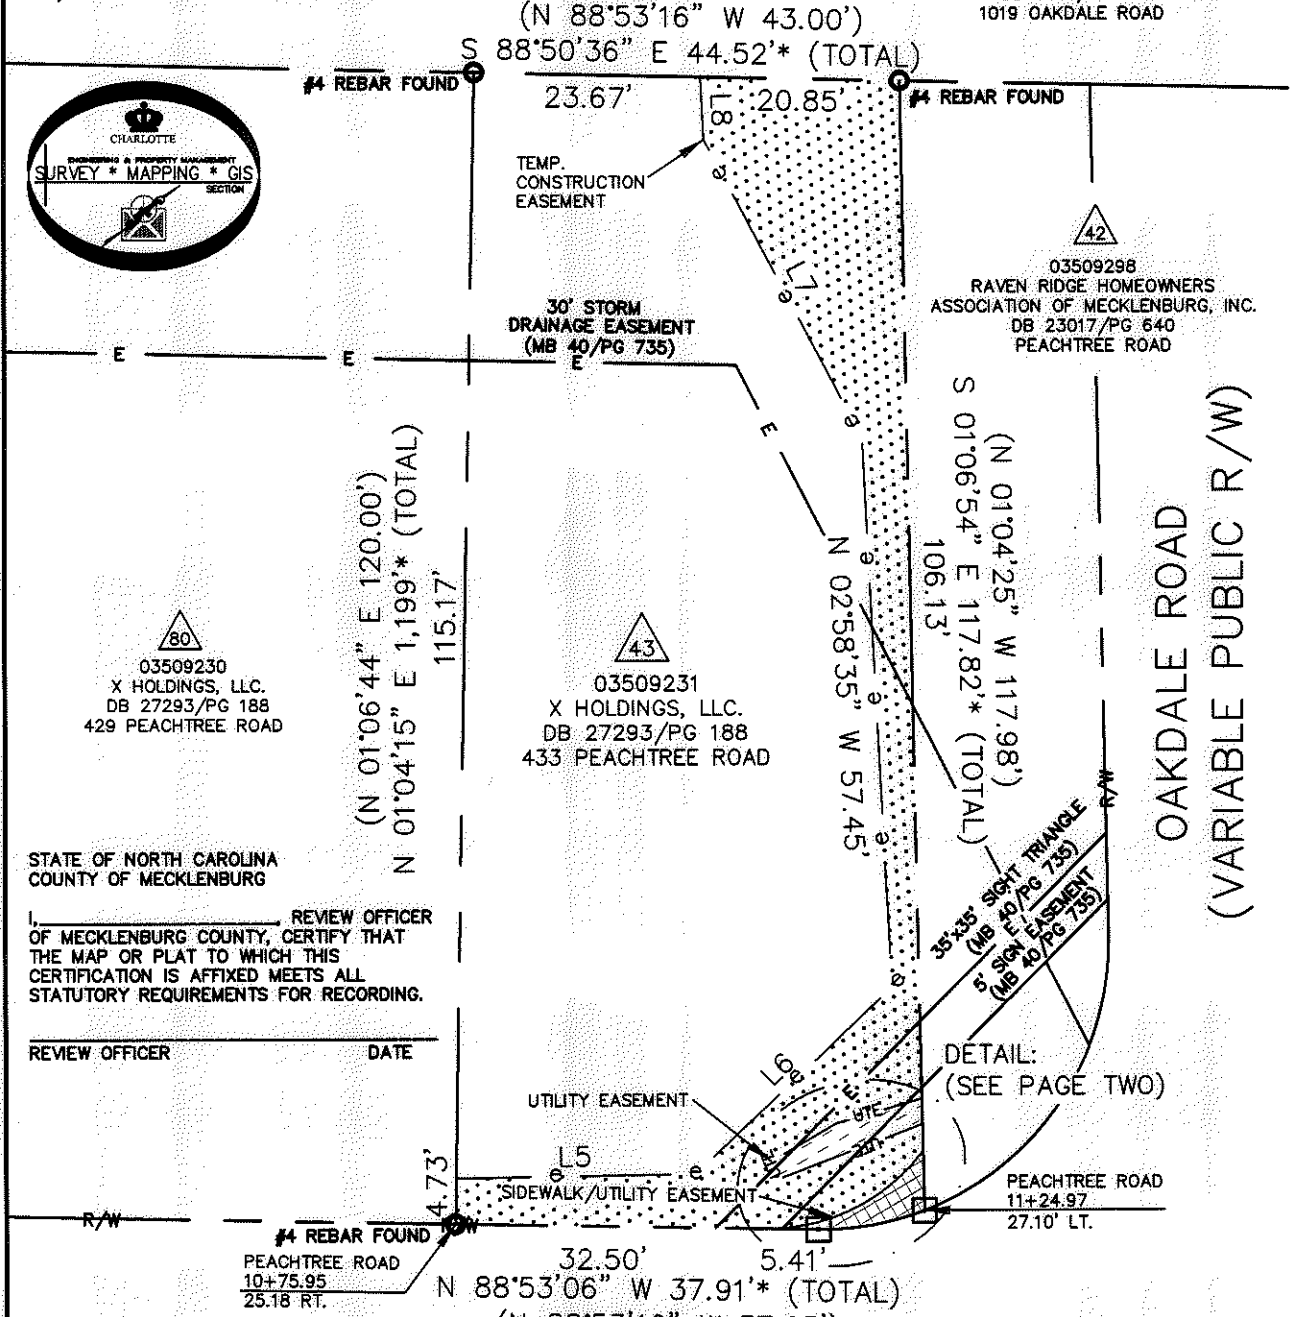 (N 88°53'16" W 43.00')
S 88°50'36" E 44.52'* (TOTAL)
1019 OAKDALE ROAD
#4 REBAR FOUND
23.67'
L8
20.85'
#4 REBAR FOUND
CHARLOTTE
ENGINEERING & PROPERTY MANAGEMENT
SURVEY * MAPPING * GIS
SECTION
TEMP.
CONSTRUCTION
EASEMENT
e
L7
e
42
03509298
RAVEN RIDGE HOMEOWNERS
ASSOCIATION OF MECKLENBURG, INC.
DB 23017/PG 640
PEACHTREE ROAD
30' STORM
DRAINAGE EASEMENT
(MB 40/PG 735)
E
E
E
E
e
(N 01°06'44" E 120.00')
N 01°04'15" E 1,199'* (TOTAL)
115.17'
N 02°58'35" W 57.45'
e
e
e
106.13'
S 01°06'54" E 117.82'* (TOTAL)
(N 01°04'25" W 117.98')
OAKDALE ROAD
(VARIABLE PUBLIC R/W)
80
03509230
X HOLDINGS, LLC.
DB 27293/PG 188
429 PEACHTREE ROAD
43
03509231
X HOLDINGS, LLC.
DB 27293/PG 188
433 PEACHTREE ROAD
R/W
STATE OF NORTH CAROLINA
COUNTY OF MECKLENBURG
I, REVIEW OFFICER
OF MECKLENBURG COUNTY, CERTIFY THAT
THE MAP OR PLAT TO WHICH THIS
CERTIFICATION IS AFFIXED MEETS ALL
STATUTORY REQUIREMENTS FOR RECORDING.
REVIEW OFFICER DATE
35'x35' SIGHT TRIANGLE
(MB 40/PG 735)
E
5' SIGN EASEMENT
(MB 40/PG 735)
e
DETAIL:
(SEE PAGE TWO)
L6
e
E
UTE
UTE
UTILITY EASEMENT
L5
e
e
SIDEWALK/UTILITY EASEMENT
4.73'
R/W
#4 REBAR FOUND
PEACHTREE ROAD
11+24.97
27.10' LT.
PEACHTREE ROAD
10+75.95
25.18 RT.
32.50'
5.41'
N 88°53'06" W 37.91'* (TOTAL)